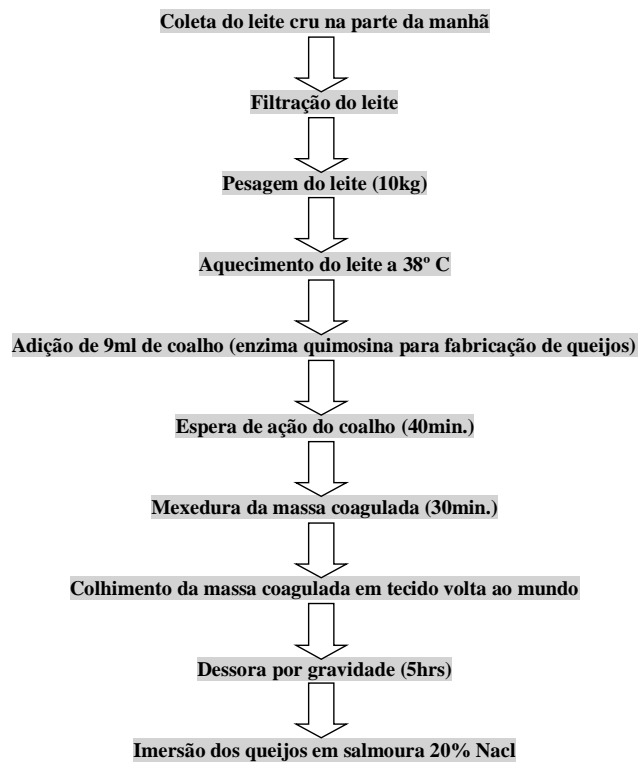 Coleta do leite cru na parte da manhã
Filtração do leite
Pesagem do leite (10kg)
Aquecimento do leite a 38º C
Adição de 9ml de coalho (enzima quimosina para fabricação de queijos)
Espera de ação do coalho (40min.)
Mexedura da massa coagulada (30min.)
Colhimento da massa coagulada em tecido volta ao mundo
Dessora por gravidade (5hrs)
Imersão dos queijos em salmoura 20% Nacl